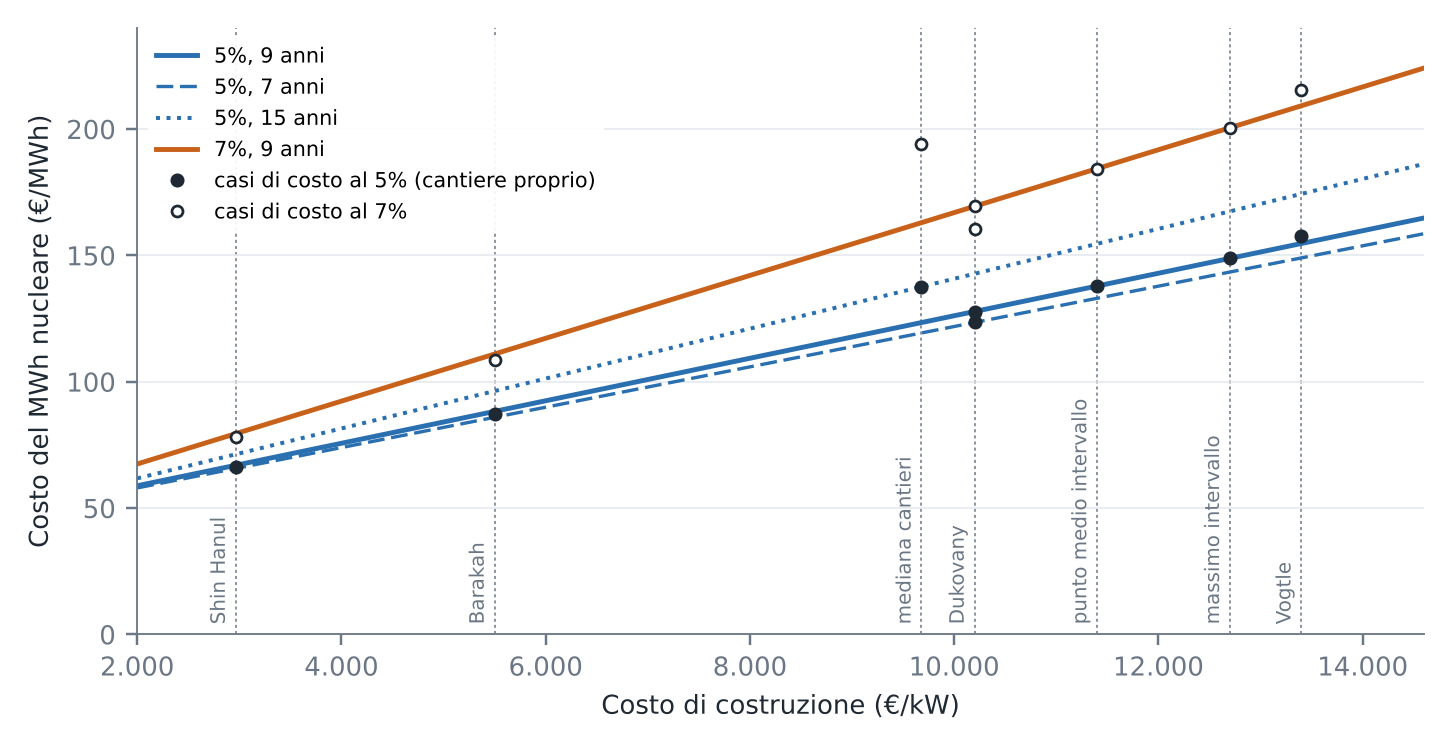 5%, 9 anni
5%, 7 anni
5%, 15 anni
7%, 9 anni
casi di costo al 5% (cantiere proprio)
casi di costo al 7%
Costo del MWh nucleare (€/MWh)
200
150
100
50
0
Shin Hanul
Barakah
mediana cantieri
Dukovany
punto medio intervallo
massimo intervallo
Vogtle
2.000
4.000
6.000
8.000
10.000
12.000
14.000
Costo di costruzione (€/kW)